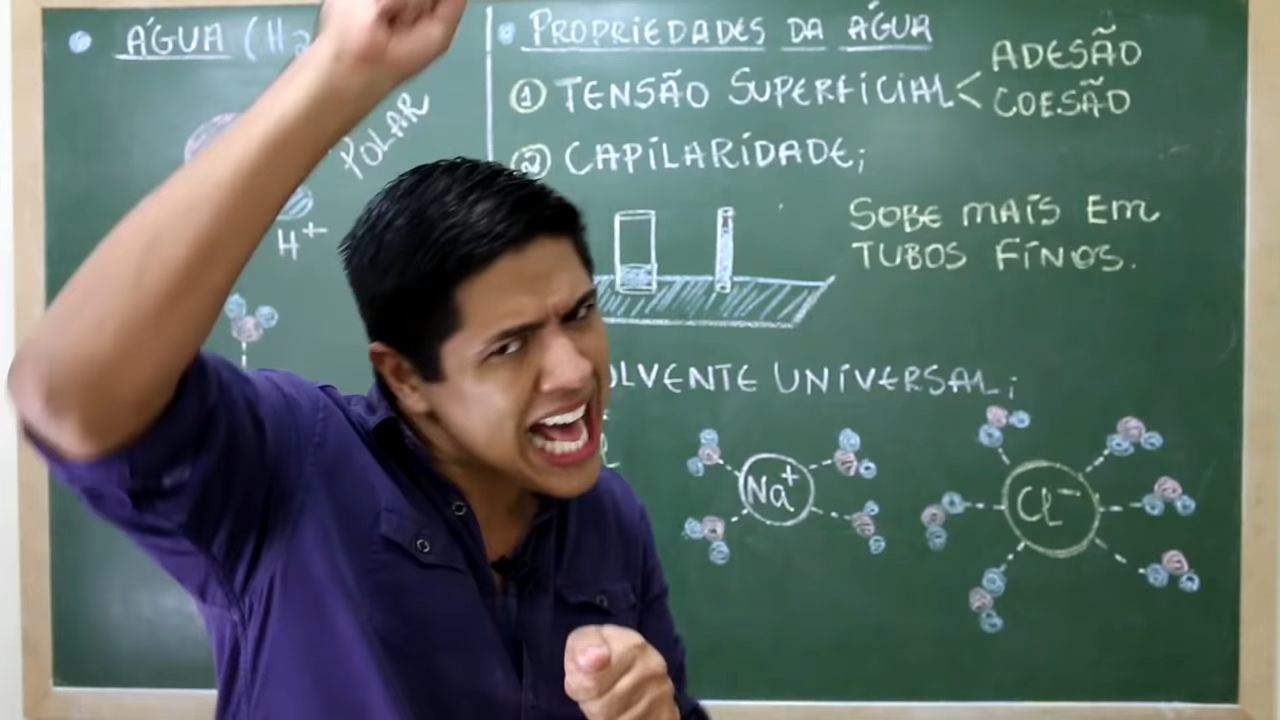 ÁGUA (H2
POLAR
H+
PROPRIEDADES DA ÁGUA
① TENSÃO SUPERFICIAL < ADESÃO
COESÃO
② CAPILARIDADE;
SOBE MAIS EM
TUBOS FINOS.
OLVENTE UNIVERSAL;
Na+
Cl-